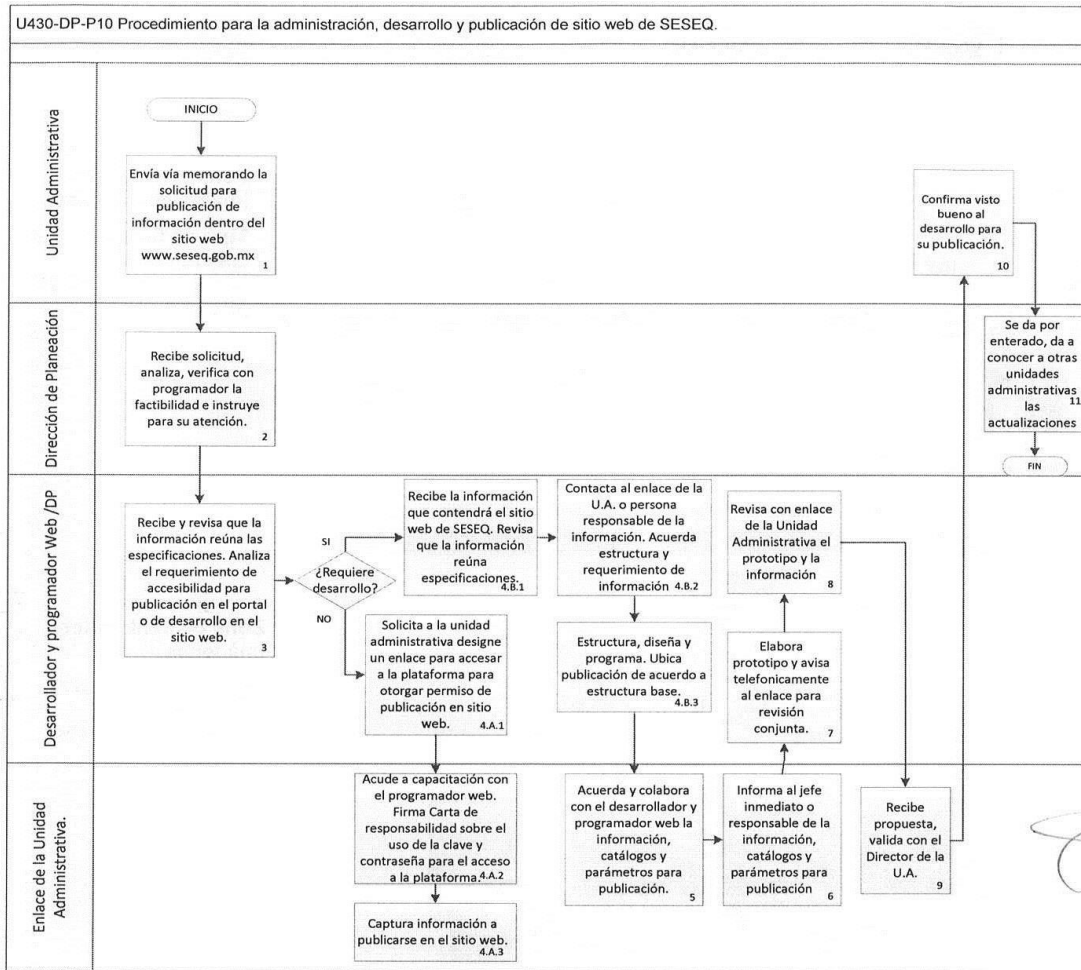 U430-DP-P10 Procedimiento para la administración, desarrollo y publicación de sitio web de SESEQ.
Unidad Administrativa
INICIO
Envía vía memorando la
solicitud para
publicación de
información dentro del
sitio web
www.seseq.gob.mx
1
Confirma visto
bueno al
desarrollo para
su publicación.
10
Dirección de Planeación
Recibe solicitud,
analiza, verifica con
programador la
factibilidad e instruye
para su atención.
2
Se da por
enterado, da a
conocer a otras
unidades
administrativas
las
11
actualizaciones
FIN
Desarrollador y programador Web /DP
Recibe y revisa que la
información reúna las
especificaciones. Analiza
el requerimiento de
accesibilidad para
publicación en el portal
o de desarrollo en el
sitio web.
3
¿Requiere
desarrollo?
SI
NO
Recibe la información
que contendrá el sitio
web de SESEQ. Revisa
que la información
reúna
especificaciones.
4.B.1
Contacta al enlace de la
U.A. o persona
responsable de la
información. Acuerda
estructura y
requerimiento de
información
4.B.2
Revisa con enlace
de la Unidad
Administrativa el
prototipo y la
información
8
Solicita a la unidad
administrativa designe
un enlace para accesar
a la plataforma para
otorgar permiso de
publicación en sitio
web.
4.A.1
Estructura, diseña y
programa. Ubica
publicación de acuerdo a
estructura base.
4.B.3
Elabora
prototipo y avisa
telefonicamente
al enlace para
revisión
conjunta.
7
Enlace de la Unidad
Administrativa.
Acude a capacitación con
el programador web.
Firma Carta de
responsabilidad sobre el
uso de la clave y
contraseña para el acceso
a la plataforma.
4.A.2
Captura información a
publicarse en el sitio web.
4.A.3
Acuerda y colabora
con el desarrollador y
programador web la
información,
catálogos y
parámetros para
publicación.
5
Informa al jefe
inmediato o
responsable de la
información,
catálogos y
parámetros para
publicación
6
Recibe
propuesta,
valida con el
Director de la
U.A.
9